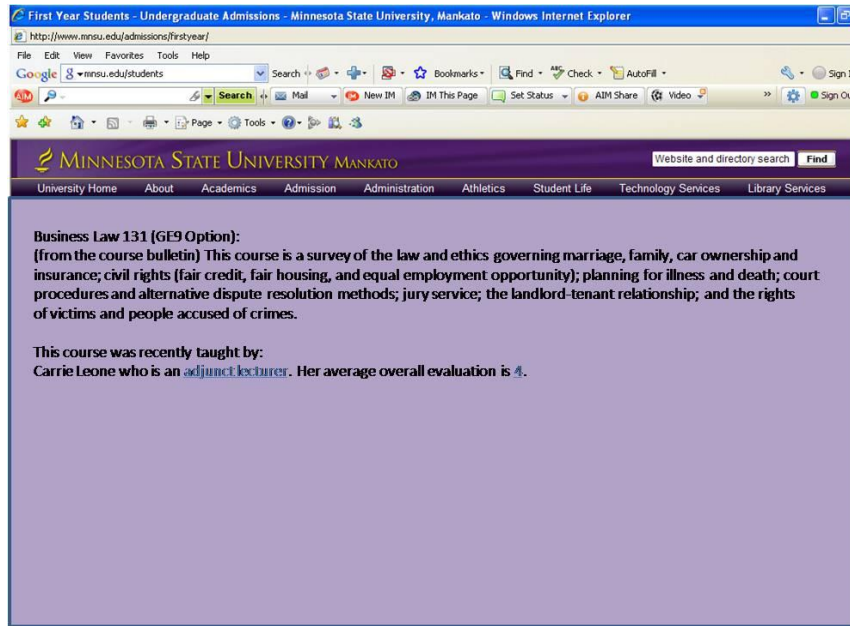 First Year Students - Undergraduate Admissions - Minnesota State University, Mankato - Windows Internet Explorer
http://www.mnsu.edu/admissions/firstyear/
File Edit View Favorites Tools Help
Google mnsu.edu/students Search Bookmarks Find Check AutoFill Sign I
AIM Search Mail New IM IM This Page Set Status AIM Share Video » Sign Ou
Page Tools
MINNESOTA STATE UNIVERSITY MANKATO Website and directory search Find
University Home About Academics Admission Administration Athletics Student Life Technology Services Library Services
Business Law 131 (GE9 Option):
(from the course bulletin) This course is a survey of the law and ethics governing marriage, family, car ownership and
insurance; civil rights (fair credit, fair housing, and equal employment opportunity); planning for illness and death; court
procedures and alternative dispute resolution methods; jury service; the landlord-tenant relationship; and the rights
of victims and people accused of crimes.
This course was recently taught by:
Carrie Leone who is an adjunct lecturer. Her average overall evaluation is 4.